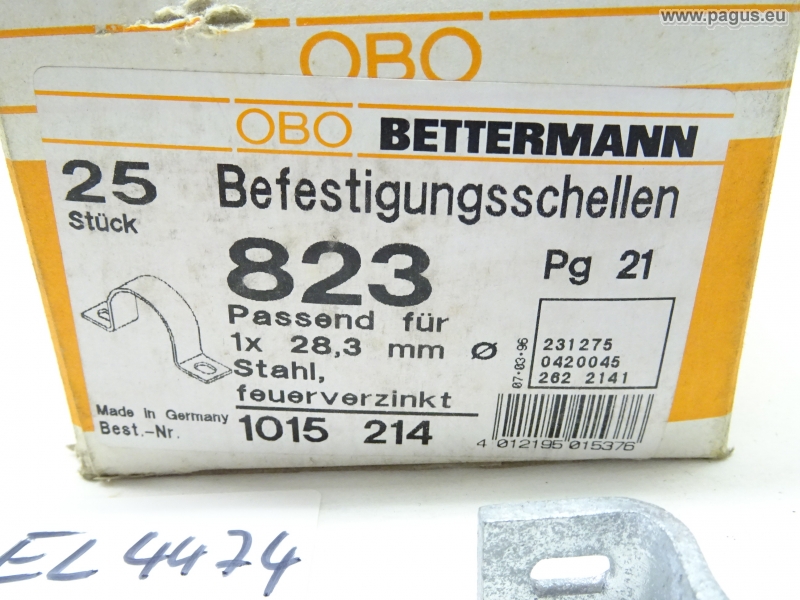 www.pagus.eu
OBO
OBO BETTERMANN
25 Stück
Befestigungsschellen
823
Pg 21
Passend für
1x 28,3 mm Ø
Stahl,
feuerverzinkt
07.03.96
231275
0420045
262 2141
Made in Germany
Best.-Nr. 1015 214
4 012195 015376
EL 4474